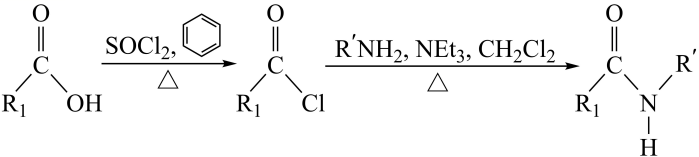 O O O
SOCl₂, R′NH₂, NEt₃, CH₂Cl₂ R′
C C C
△ △
R₁ OH R₁ Cl R₁ N
H